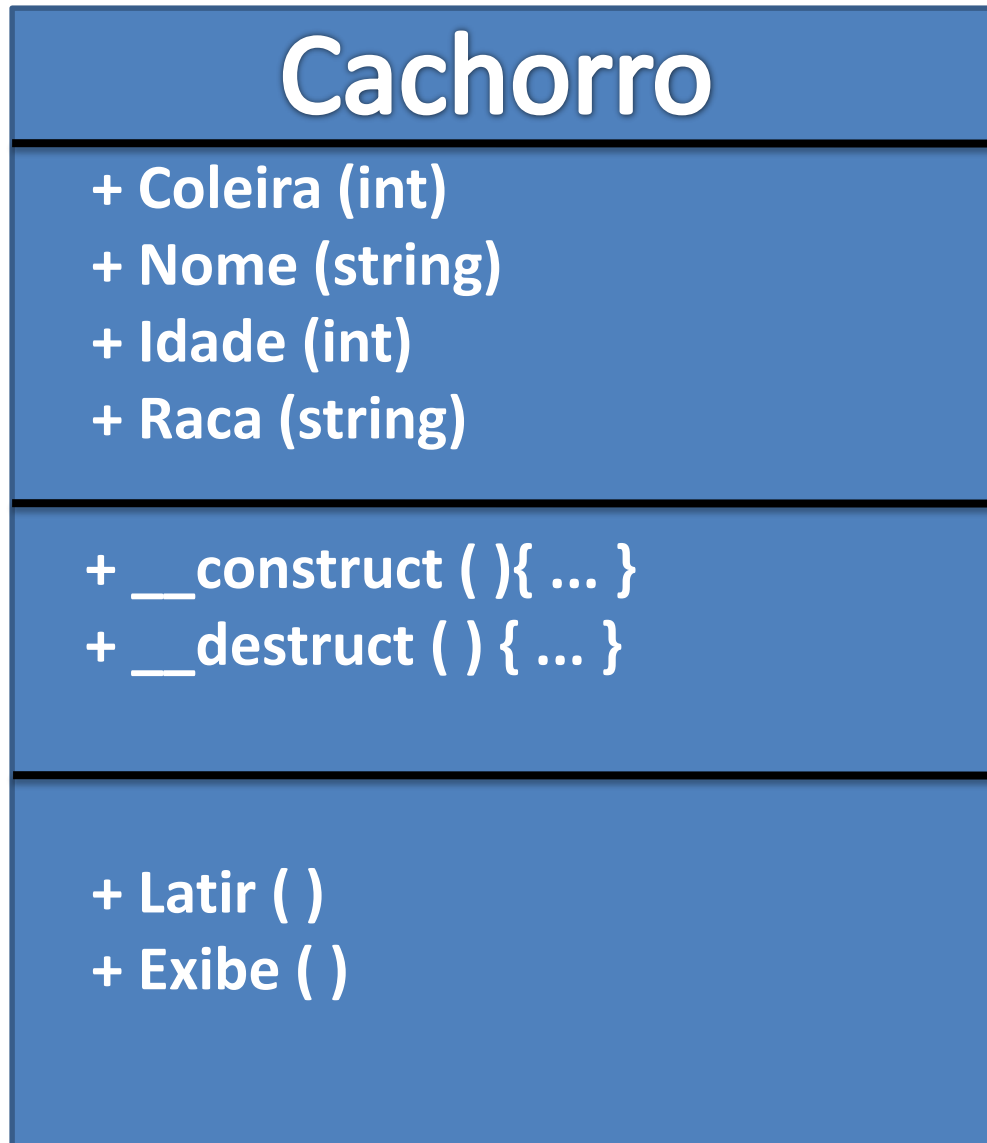 Cachorro
+ Coleira (int)
+ Nome (string)
+ Idade (int)
+ Raca (string)
+ __construct ( ){ ... }
+ __destruct ( ) { ... }
+ Latir ( )
+ Exibe ( )